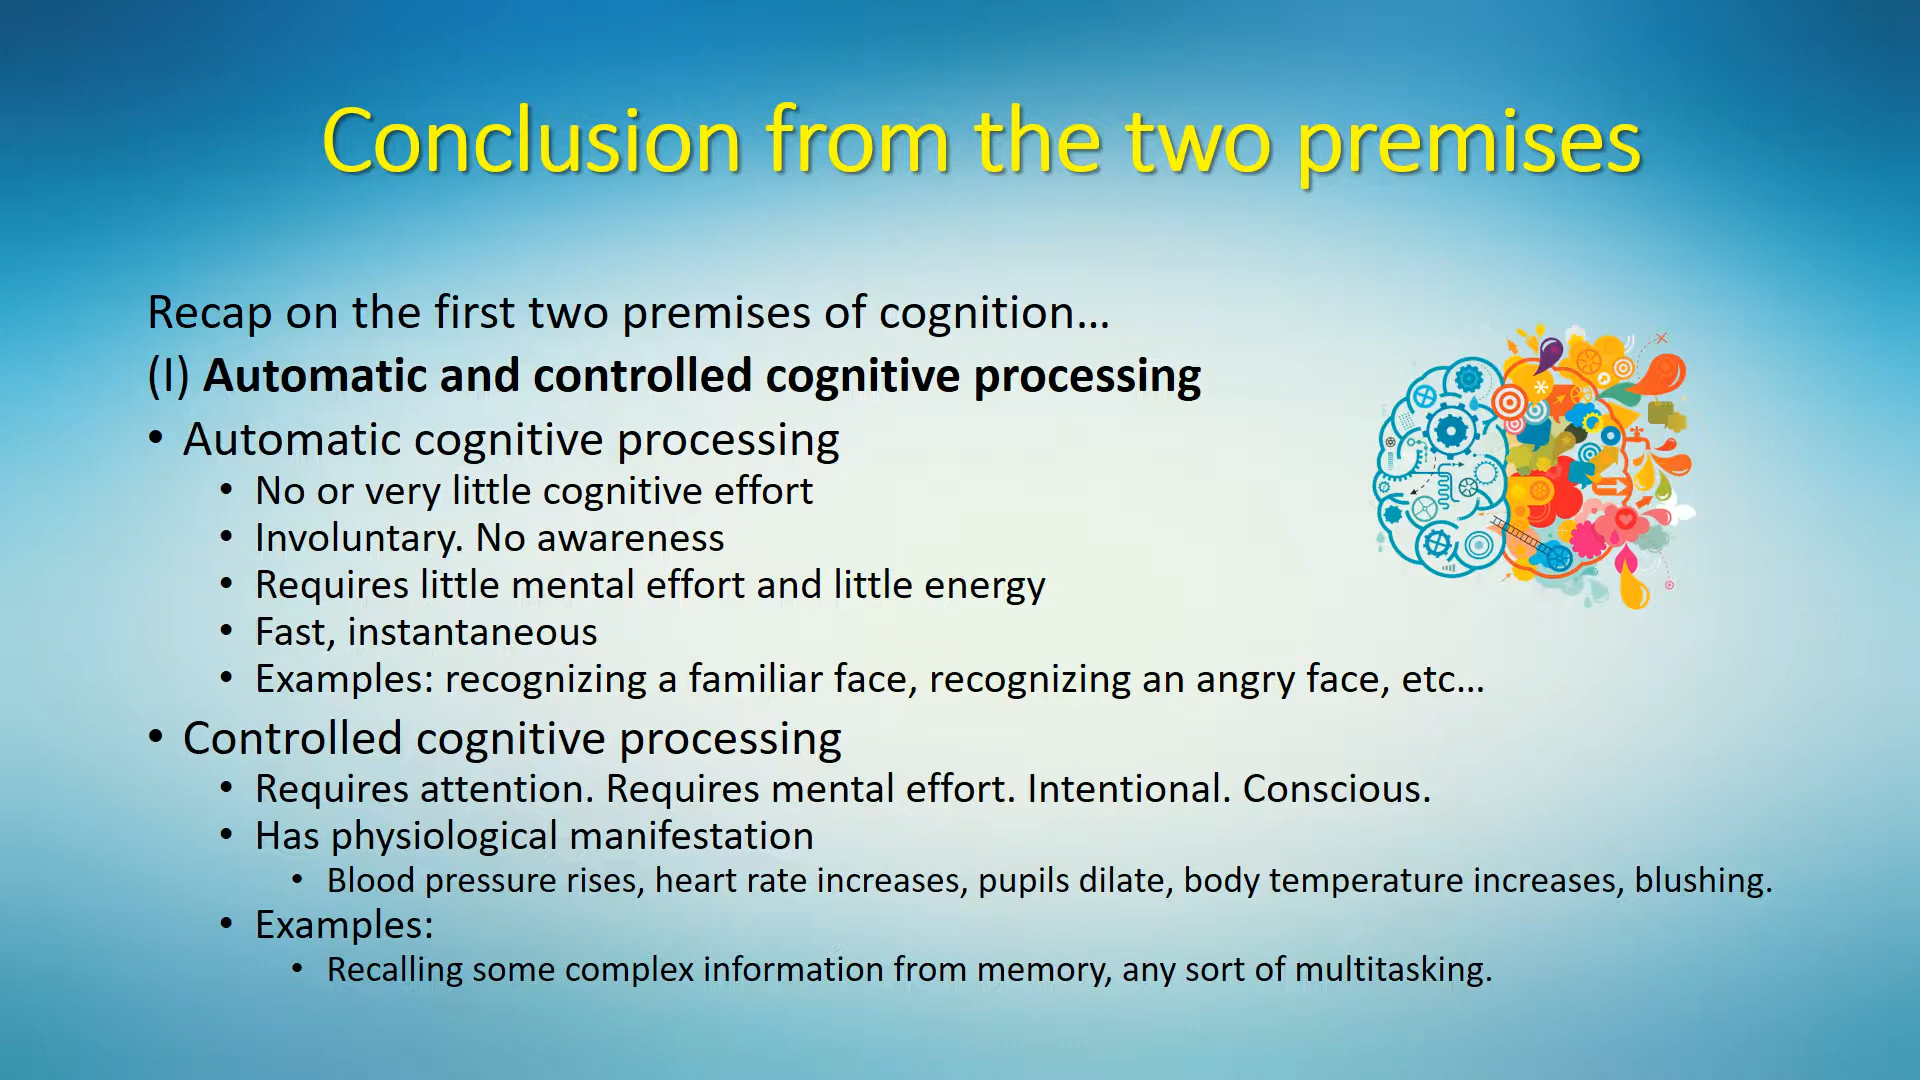 Conclusion from the two premises
Recap on the first two premises of cognition…
(I) Automatic and controlled cognitive processing
• Automatic cognitive processing
• No or very little cognitive effort
• Involuntary. No awareness
• Requires little mental effort and little energy
• Fast, instantaneous
• Examples: recognizing a familiar face, recognizing an angry face, etc…
• Controlled cognitive processing
• Requires attention. Requires mental effort. Intentional. Conscious.
• Has physiological manifestation
• Blood pressure rises, heart rate increases, pupils dilate, body temperature increases, blushing.
• Examples:
• Recalling some complex information from memory, any sort of multitasking.